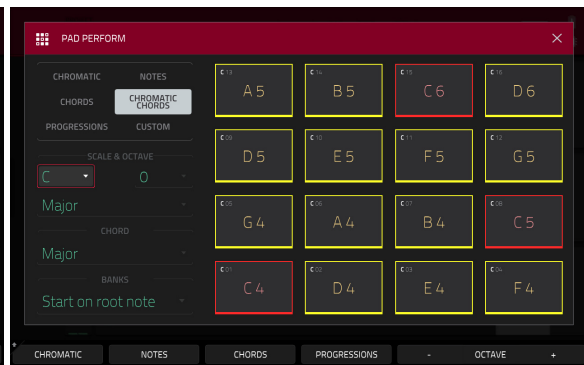 PAD PERFORM
CHROMATIC NOTES
CHORDS CHROMATIC CHORDS
PROGRESSIONS CUSTOM
SCALE & OCTAVE
C 0
Major
CHORD
Major
BANKS
Start on root note
C 13 C 14 C 15 C 16
A 5 B 5 C 6 D 6
C 09 C 10 C 11 C 12
D 5 E 5 F 5 G 5
C 05 C 06 C 07 C 08
G 4 A 4 B 4 C 5
C 01 C 02 C 03 C 04
C 4 D 4 E 4 F 4
CHROMATIC NOTES CHORDS PROGRESSIONS - OCTAVE +